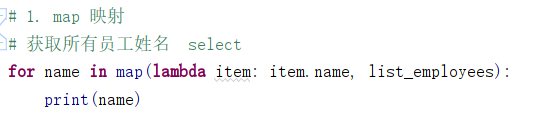 # 1. map 映射
# 获取所有员工姓名  select
for name in map(lambda item: item.name, list_employees):
    print(name)